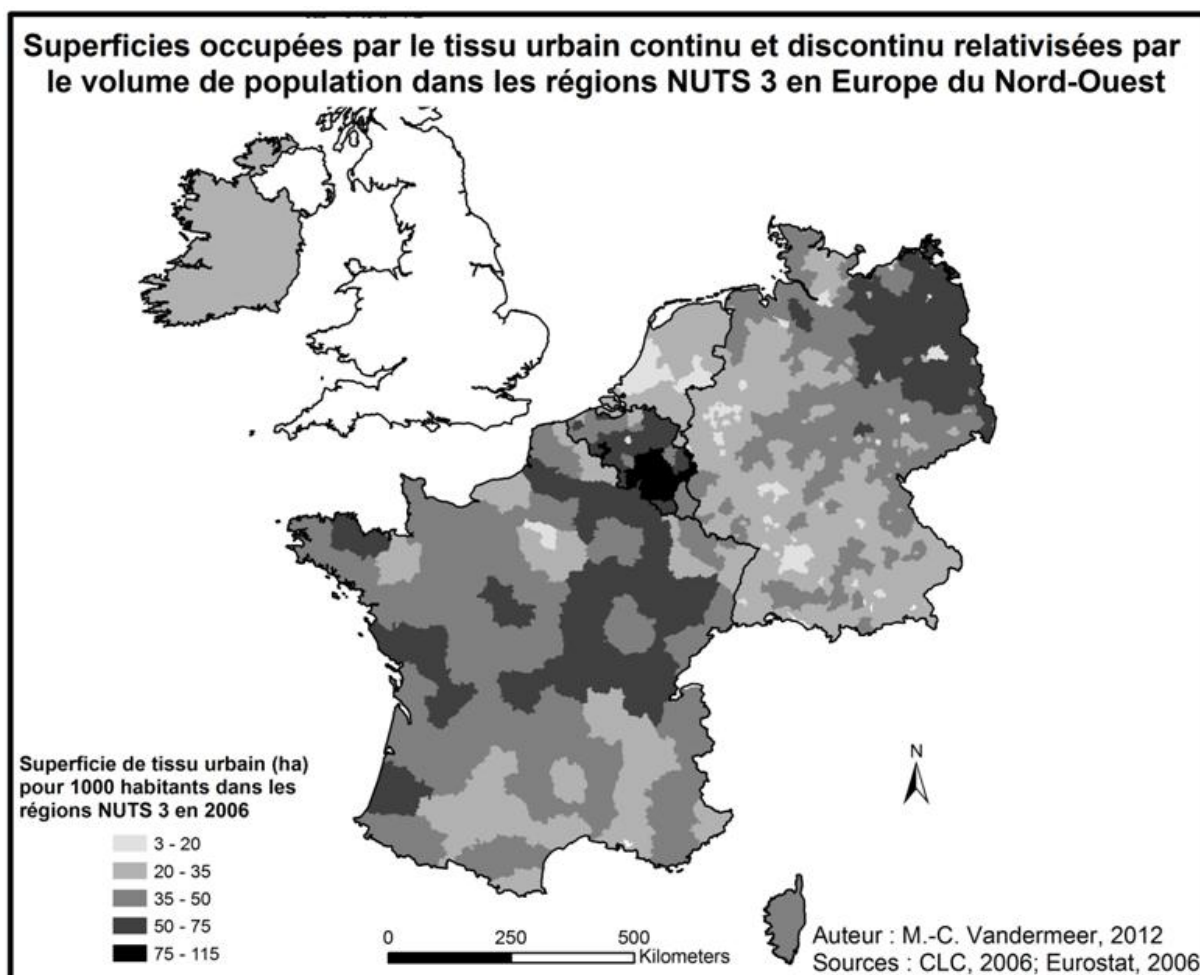 Superficies occupées par le tissu urbain continu et discontinu relativisées par
le volume de population dans les régions NUTS 3 en Europe du Nord-Ouest
Superficie de tissu urbain (ha)
pour 1000 habitants dans les
régions NUTS 3 en 2006
3 - 20
20 - 35
35 - 50
50 - 75
75 - 115
N
0 250 500
Kilometers
Auteur : M.-C. Vandermeer, 2012
Sources : CLC, 2006; Eurostat, 2006